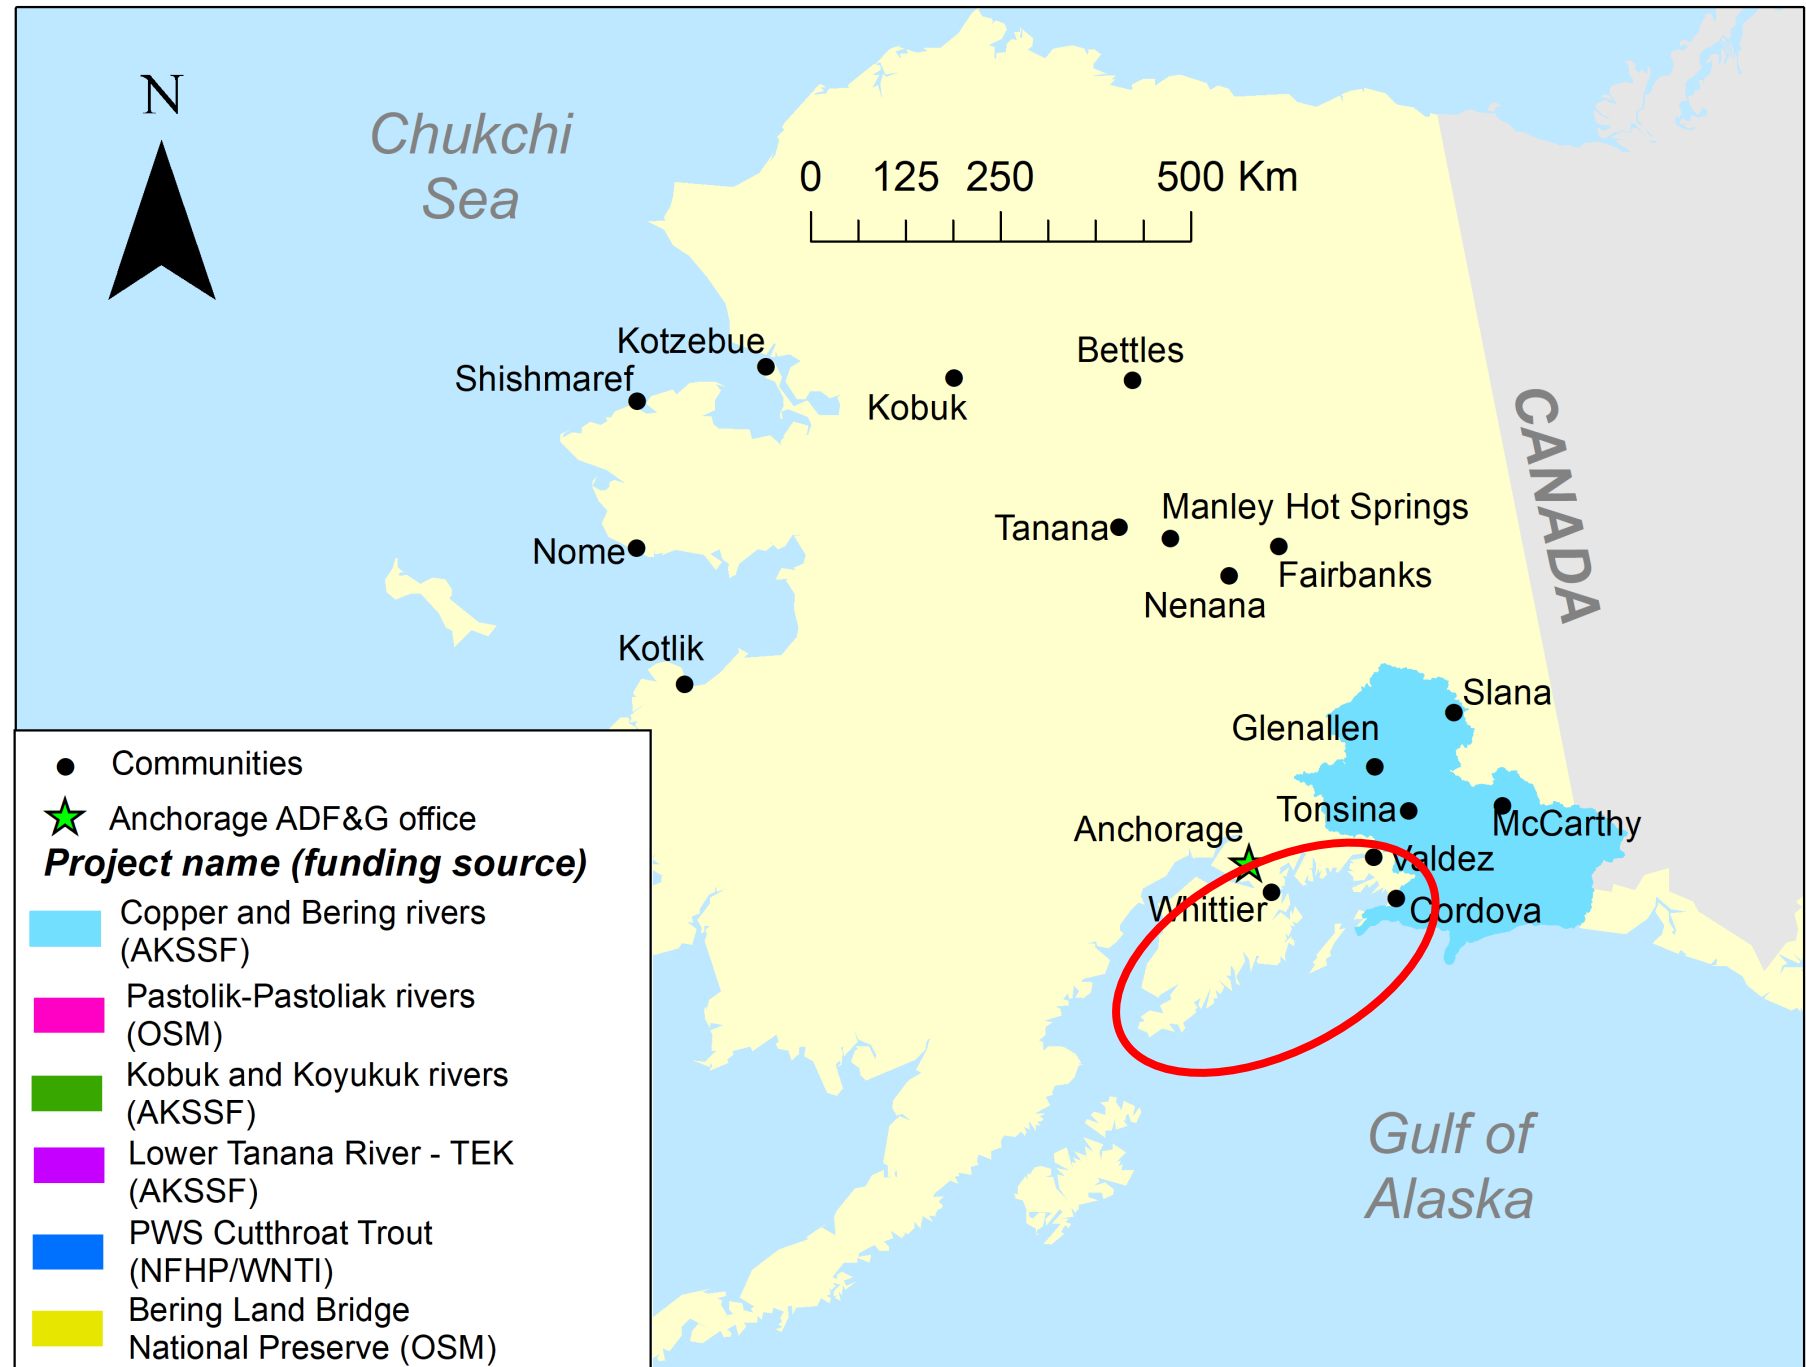 N
Chukchi
Sea
0 125 250 500 Km
Kotzebue
Shishmaref
Bettles
Kobuk
CANADA
Manley Hot Springs
Tanana
Nome
Fairbanks
Nenana
Kotlik
Slana
Glenallen
Tonsina
McCarthy
Anchorage
Valdez
Whittier
Cordova
Gulf of
Alaska
Communities
Anchorage ADF&G office
Project name (funding source)
Copper and Bering rivers
(AKSSF)
Pastolik-Pastoliak rivers
(OSM)
Kobuk and Koyukuk rivers
(AKSSF)
Lower Tanana River - TEK
(AKSSF)
PWS Cutthroat Trout
(NFHP/WNTI)
Bering Land Bridge
National Preserve (OSM)